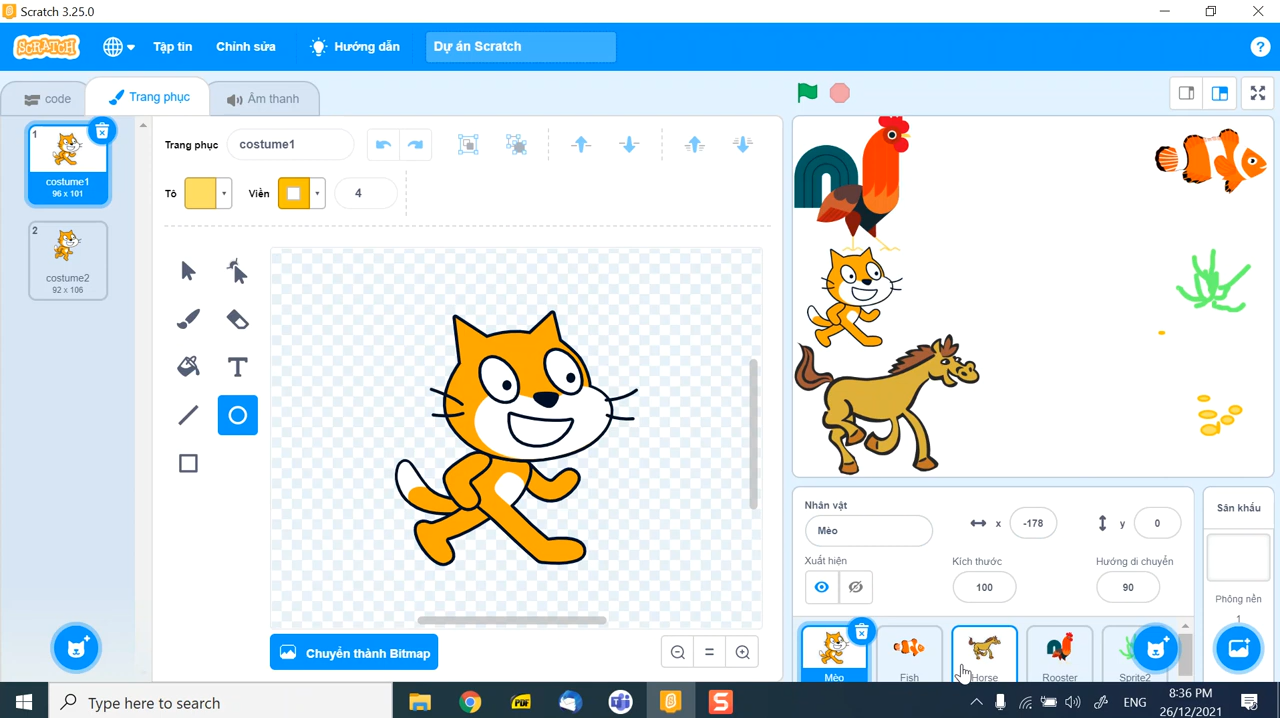 Scratch 3.25.0
SCRATCH
Tập tin
Chỉnh sửa
Hướng dẫn
Dự án Scratch
?
code
Trang phục
Âm thanh
1
costume1
96 x 101
2
costume2
92 x 106
Trang phục
costume1
Tô
Viền
4
Chuyển thành Bitmap
Nhân vật
Mèo
x
-178
y
0
Xuất hiện
Kích thước
100
Hướng di chuyển
90
Sân khấu
Phông nền
1
Mèo
Fish
Horse
Rooster
Sprite2
Type here to search
PDF
S
ENG
8:36 PM
26/12/2021